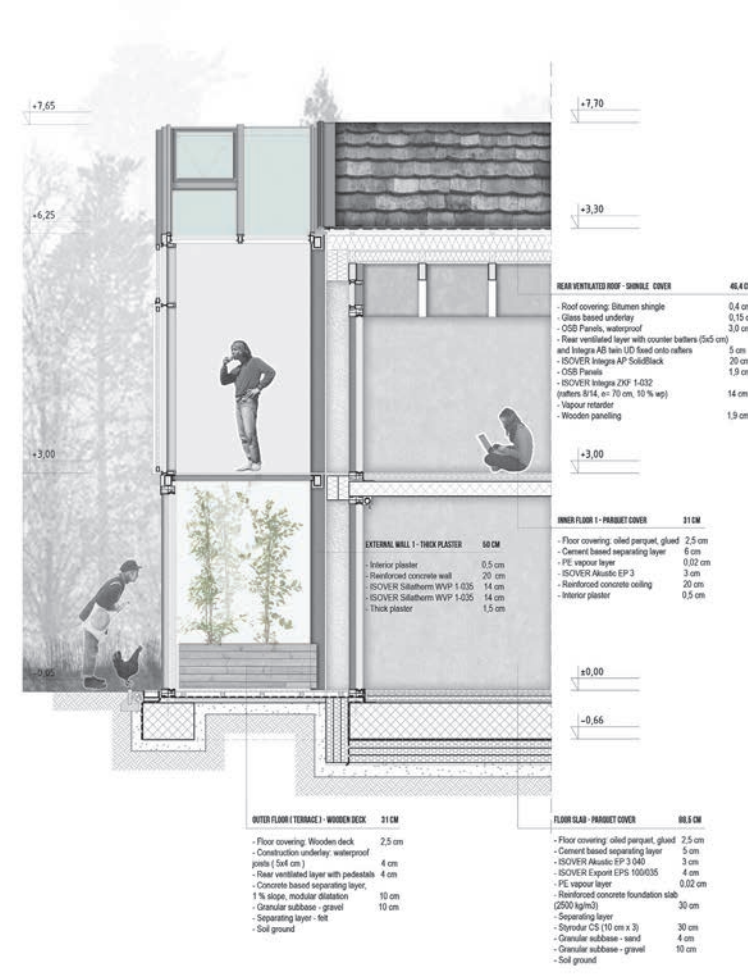 +7,65
+7,70
+6,25
+3,30
REAR VENTILATED ROOF - SHINGLE COVER 46,4
- Roof covering: Bitumen shingle 0,4 cm
- Glass based underlay 0,15
- OSB Panels, waterproof 3,0 cm
- Rear ventilated layer with counter batters (5x5 cm)
and Integra AB twin UD fixed onto rafters 5 cm
- ISOVER Integra AP SolidBlack 20 cm
- OSB Panels 1,9 cm
- ISOVER Integra ZKF 1-032
(rafters 8/14, e= 70 cm, 10 % wp) 14 cm
- Vapour retarder
- Wooden panelling 1,9 cm
+3,00
+3,00
INNER FLOOR 1 - PARQUET COVER 31 CM
- Floor covering: oiled parquet, glued 2,5 cm
- Cement based separating layer 6 cm
- PE vapour layer 0,02 cm
- ISOVER Akustic EP 3 3 cm
- Reinforced concrete ceiling 20 cm
- Interior plaster 0,5 cm
EXTERNAL WALL 1 - THICK PLASTER 50 CM
- Interior plaster 0,5 cm
- Reinforced concrete wall 20 cm
- ISOVER Sillatherm WVP 1-035 14 cm
- ISOVER Sillatherm WVP 1-035 14 cm
- Thick plaster 1,5 cm
-0,05
±0,00
-0,66
OUTER FLOOR ( TERRACE ) - WOODEN DECK 31 CM
- Floor covering: Wooden deck 2,5 cm
- Construction underlay: waterproof
joists ( 5x4 cm ) 4 cm
- Rear ventilated layer with pedestals 4 cm
- Concrete based separating layer,
1 % slope, modular dilatation 10 cm
- Granular subbase - gravel 10 cm
- Separating layer - felt
- Soil ground
FLOOR SLAB - PARQUET COVER 88,5 CM
- Floor covering: oiled parquet, glued 2,5 cm
- Cement based separating layer 5 cm
- ISOVER Akustic EP 3 040 3 cm
- ISOVER Exporit EPS 100/035 4 cm
- PE vapour layer 0,02 cm
- Reinforced concrete foundation slab
(2500 kg/m3) 30 cm
- Separating layer
- Styrodur CS (10 cm x 3) 30 cm
- Granular subbase - sand 4 cm
- Granular subbase - gravel 10 cm
- Soil ground